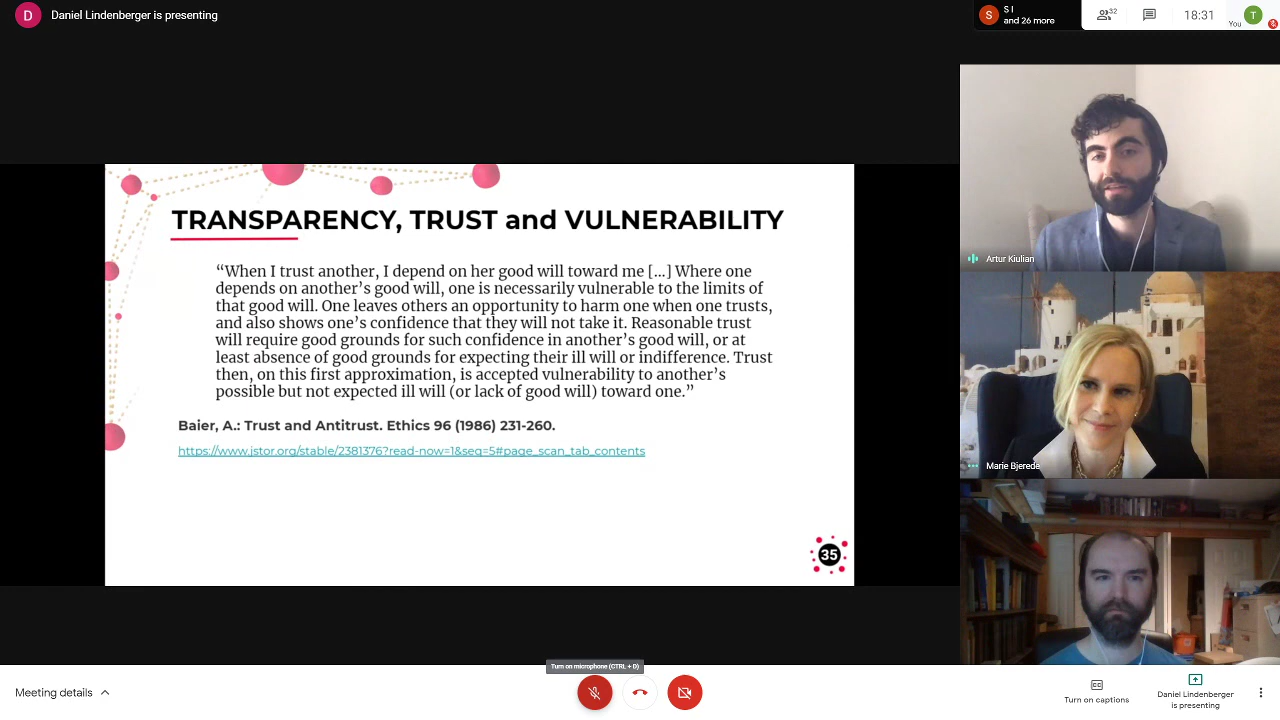 D
Daniel Lindenberger is presenting
S
S I
and 26 more
32
18:31
You
T
TRANSPARENCY, TRUST and VULNERABILITY
“When I trust another, I depend on her good will toward me [...] Where one
depends on another’s good will, one is necessarily vulnerable to the limits of
that good will. One leaves others an opportunity to harm one when one trusts,
and also shows one’s confidence that they will not take it. Reasonable trust
will require good grounds for such confidence in another’s good will, or at
least absence of good grounds for expecting their ill will or indifference. Trust
then, on this first approximation, is accepted vulnerability to another’s
possible but not expected ill will (or lack of good will) toward one.”
Baier, A.: Trust and Antitrust. Ethics 96 (1986) 231-260.
https://www.jstor.org/stable/2381376?read-now=1&seq=5#page_scan_tab_contents
35
Artur Kiulian
Marie Bjerede
Turn on microphone (CTRL + D)
Meeting details
Turn on captions
Daniel Lindenberger
is presenting